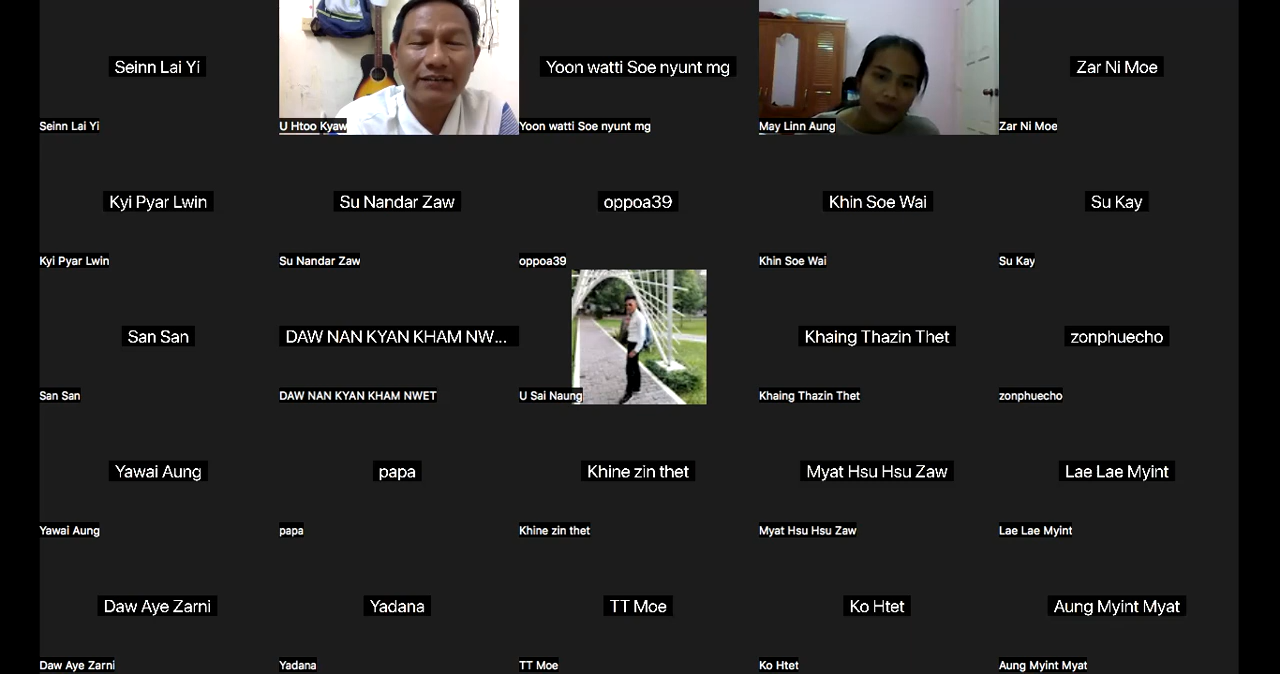 Seinn Lai Yi
Yoon watti Soe nyunt mg
Zar Ni Moe
Seinn Lai Yi
U Htoo Kyaw
Yoon watti Soe nyunt mg
May Linn Aung
Zar Ni Moe
Kyi Pyar Lwin
Su Nandar Zaw
oppoa39
Khin Soe Wai
Su Kay
Kyi Pyar Lwin
Su Nandar Zaw
oppoa39
Khin Soe Wai
Su Kay
San San
DAW NAN KYAN KHAM NW...
Khaing Thazin Thet
zonphuecho
San San
DAW NAN KYAN KHAM NWET
U Sai Naung
Khaing Thazin Thet
zonphuecho
Yawai Aung
papa
Khine zin thet
Myat Hsu Hsu Zaw
Lae Lae Myint
Yawai Aung
papa
Khine zin thet
Myat Hsu Hsu Zaw
Lae Lae Myint
Daw Aye Zarni
Yadana
TT Moe
Ko Htet
Aung Myint Myat
Daw Aye Zarni
Yadana
TT Moe
Ko Htet
Aung Myint Myat